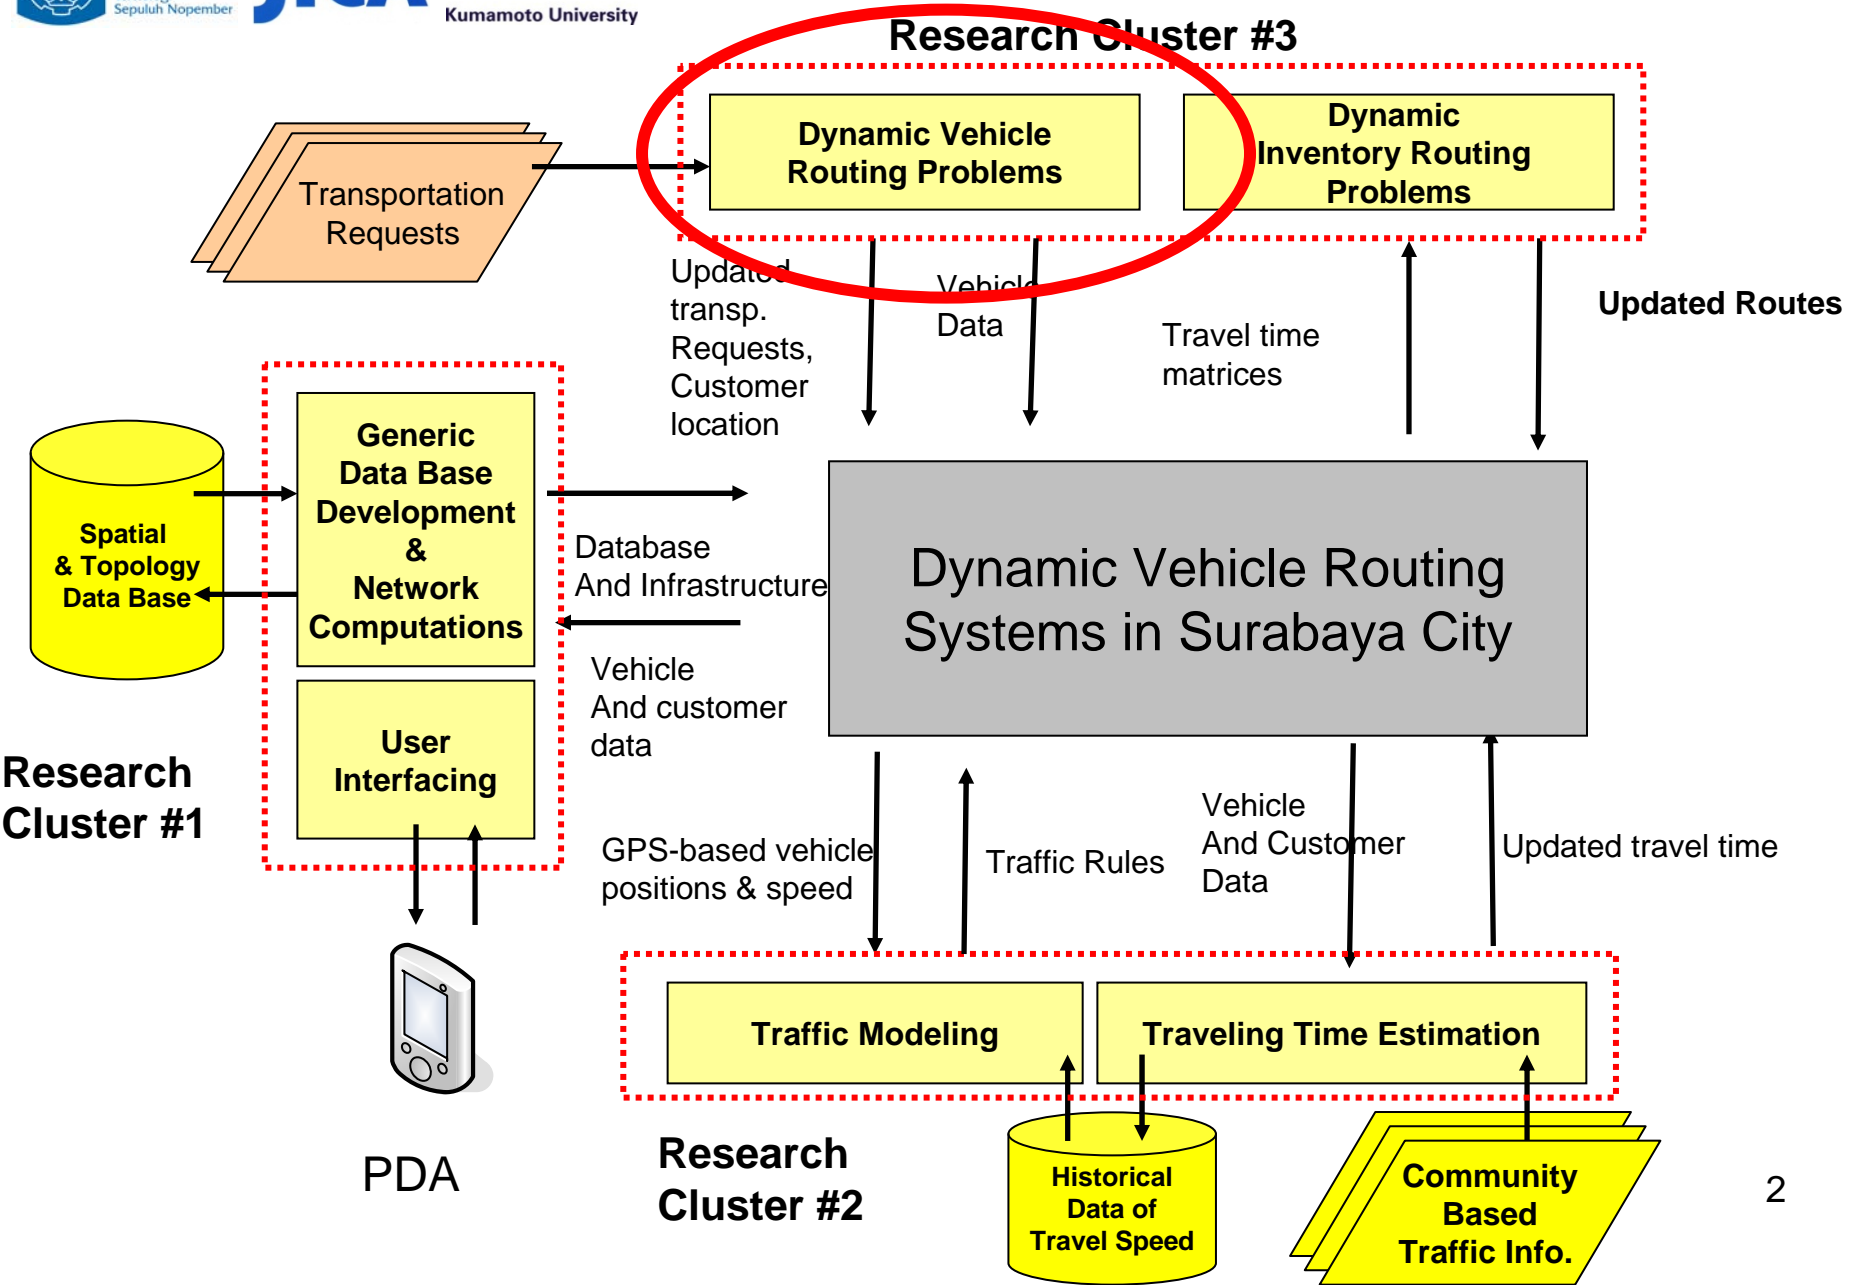 Sepuluh Nopember
Kumamoto University
Research Cluster #3
Dynamic Vehicle
Routing Problems
Dynamic
Inventory Routing
Problems
Transportation
Requests
Updated
transp.
Requests,
Customer
location
Vehicle
Data
Travel time
matrices
Updated Routes
Generic
Data Base
Development
&
Network
Computations
Spatial
& Topology
Data Base
Database
And Infrastructure
Dynamic Vehicle Routing
Systems in Surabaya City
Vehicle
And customer
data
User
Interfacing
Research
Cluster #1
GPS-based vehicle
positions & speed
Traffic Rules
Vehicle
And Customer
Data
Updated travel time
Traffic Modeling
Traveling Time Estimation
PDA
Research
Cluster #2
Historical
Data of
Travel Speed
Community
Based
Traffic Info.
2